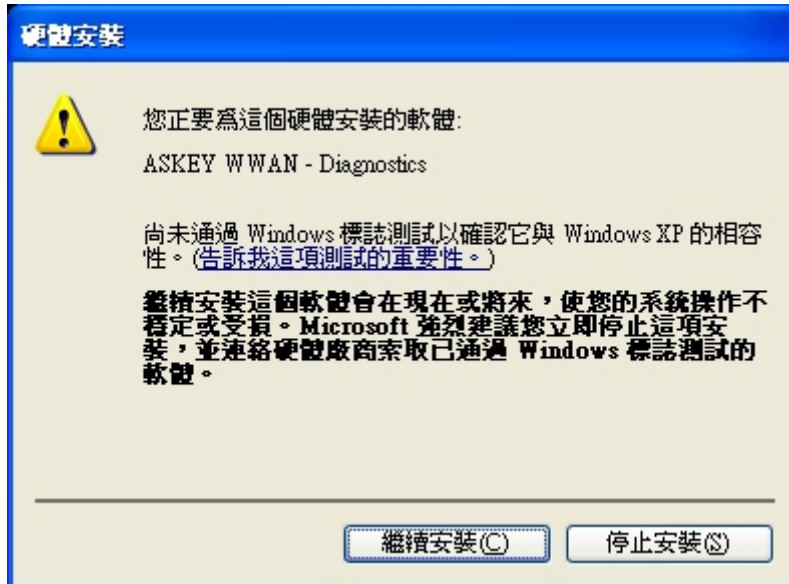 硬體安裝
您正要為這個硬體安裝的軟體:
ASKEY WWAN - Diagnostics
尚未通過 Windows 標誌測試以確認它與 Windows XP 的相容
性。(告訴我這項測試的重要性。)
繼續安裝這個軟體會在現在或將來，使您的系統操作不
穩定或受損。Microsoft 強烈建議您立即停止這項安
裝，並連絡硬體廠商索取已通過 Windows 標誌測試的
軟體。
繼續安裝(C)
停止安裝(S)